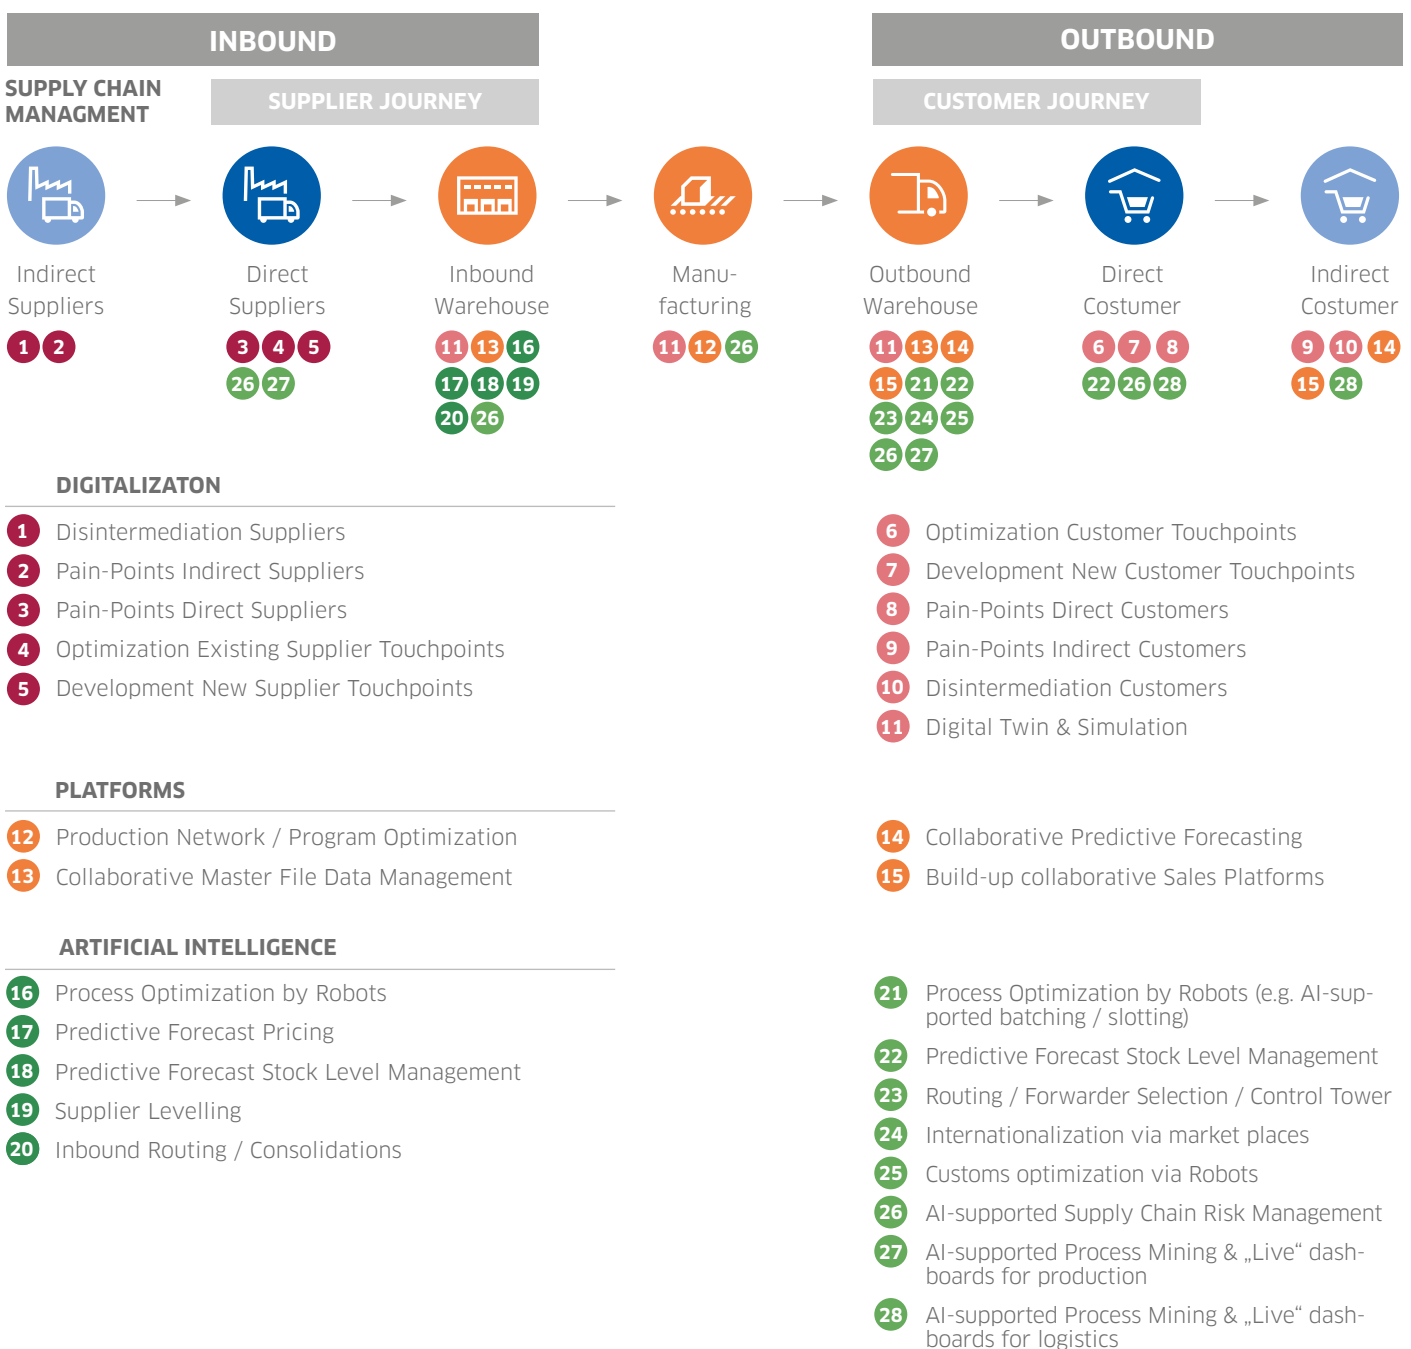 INBOUND
OUTBOUND
SUPPLY CHAIN
MANAGMENT
SUPPLIER JOURNEY
CUSTOMER JOURNEY
Indirect
Suppliers
1 2
Direct
Suppliers
3 4 5
26 27
Inbound
Warehouse
11 13 16
17 18 19
20 26
Manu-
facturing
11 12 26
Outbound
Warehouse
11 13 14
15 21 22
23 24 25
26 27
Direct
Costumer
6 7 8
22 26 28
Indirect
Costumer
9 10 14
15 28
DIGITALIZATON
1 Disintermediation Suppliers
2 Pain-Points Indirect Suppliers
3 Pain-Points Direct Suppliers
4 Optimization Existing Supplier Touchpoints
5 Development New Supplier Touchpoints
6 Optimization Customer Touchpoints
7 Development New Customer Touchpoints
8 Pain-Points Direct Customers
9 Pain-Points Indirect Customers
10 Disintermediation Customers
11 Digital Twin & Simulation
PLATFORMS
12 Production Network / Program Optimization
13 Collaborative Master File Data Management
14 Collaborative Predictive Forecasting
15 Build-up collaborative Sales Platforms
ARTIFICIAL INTELLIGENCE
16 Process Optimization by Robots
17 Predictive Forecast Pricing
18 Predictive Forecast Stock Level Management
19 Supplier Levelling
20 Inbound Routing / Consolidations
21 Process Optimization by Robots (e.g. AI-sup-
ported batching / slotting)
22 Predictive Forecast Stock Level Management
23 Routing / Forwarder Selection / Control Tower
24 Internationalization via market places
25 Customs optimization via Robots
26 AI-supported Supply Chain Risk Management
27 AI-supported Process Mining & „Live“ dash-
boards for production
28 AI-supported Process Mining & „Live“ dash-
boards for logistics